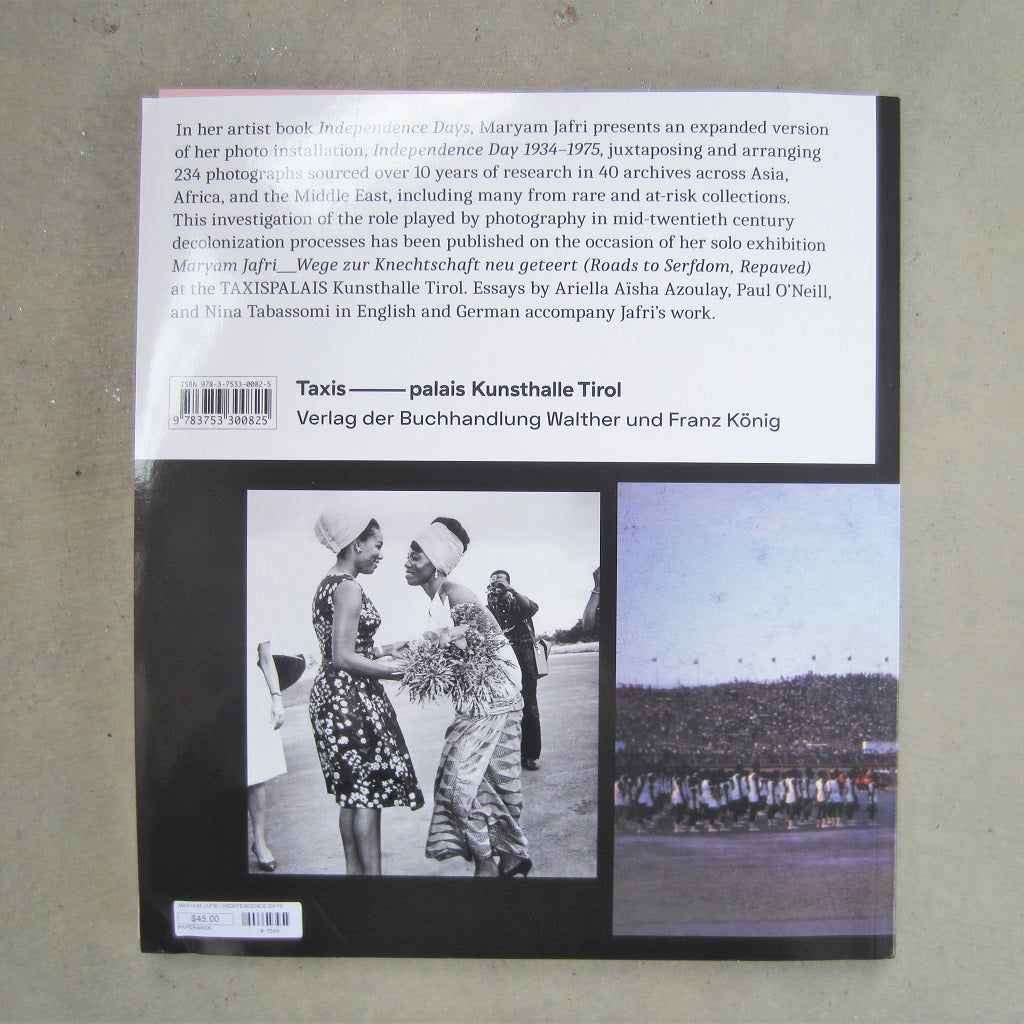 In her artist book Independence Days, Maryam Jafri presents an expanded version
of her photo installation, Independence Day 1934–1975, juxtaposing and arranging
234 photographs sourced over 10 years of research in 40 archives across Asia,
Africa, and the Middle East, including many from rare and at-risk collections.
This investigation of the role played by photography in mid-twentieth century
decolonization processes has been published on the occasion of her solo exhibition
Maryam Jafri__Wege zur Knechtschaft neu geteert (Roads to Serfdom, Repaved)
at the TAXISPALAIS Kunsthalle Tirol. Essays by Ariella Aïsha Azoulay, Paul O'Neill,
and Nina Tabassomi in English and German accompany Jafri's work.
ISBN 978-3-7533-0082-5
9 783753 300825
Taxis——palais Kunsthalle Tirol
Verlag der Buchhandlung Walther und Franz König
MARYAM JAFRI / INDEPENDENCE DAYS
$45.00
PAPERBACK